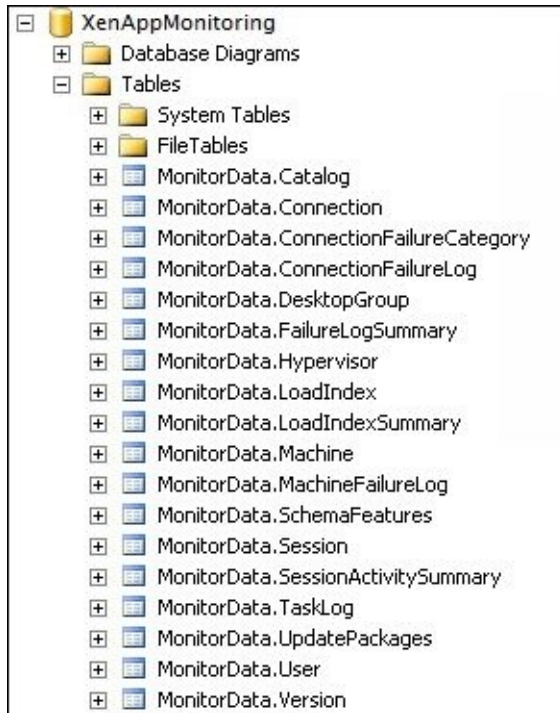 XenAppMonitoring
Database Diagrams
Tables
System Tables
FileTables
MonitorData.Catalog
MonitorData.Connection
MonitorData.ConnectionFailureCategory
MonitorData.ConnectionFailureLog
MonitorData.DesktopGroup
MonitorData.FailureLogSummary
MonitorData.Hypervisor
MonitorData.LoadIndex
MonitorData.LoadIndexSummary
MonitorData.Machine
MonitorData.MachineFailureLog
MonitorData.SchemaFeatures
MonitorData.Session
MonitorData.SessionActivitySummary
MonitorData.TaskLog
MonitorData.UpdatePackages
MonitorData.User
MonitorData.Version